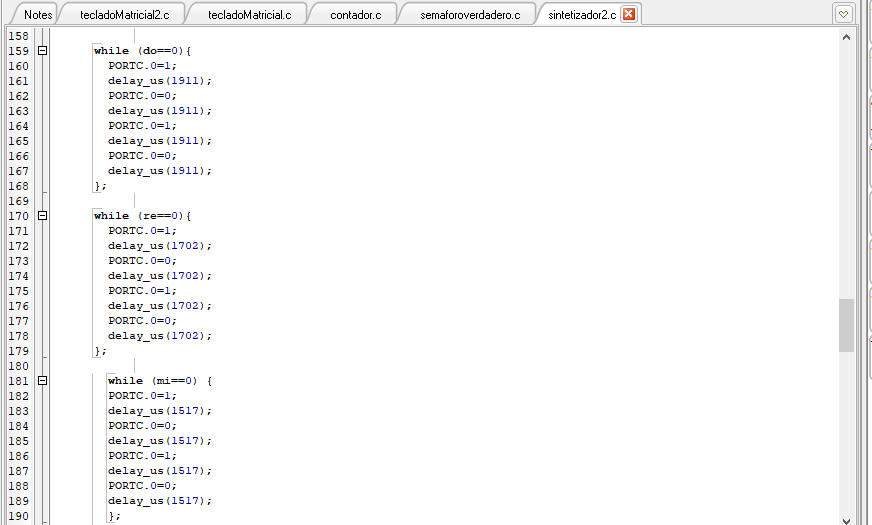 Notes tecladoMatricial2.c tecladoMatricial.c contador.c semaforoverdadero.c sintetizador2.c
158
159 while (do==0){
160 PORTC.0=1;
161 delay_us(1911);
162 PORTC.0=0;
163 delay_us(1911);
164 PORTC.0=1;
165 delay_us(1911);
166 PORTC.0=0;
167 delay_us(1911);
168 };
169
170 while (re==0){
171 PORTC.0=1;
172 delay_us(1702);
173 PORTC.0=0;
174 delay_us(1702);
175 PORTC.0=1;
176 delay_us(1702);
177 PORTC.0=0;
178 delay_us(1702);
179 };
180
181 while (mi==0) {
182 PORTC.0=1;
183 delay_us(1517);
184 PORTC.0=0;
185 delay_us(1517);
186 PORTC.0=1;
187 delay_us(1517);
188 PORTC.0=0;
189 delay_us(1517);
190 };